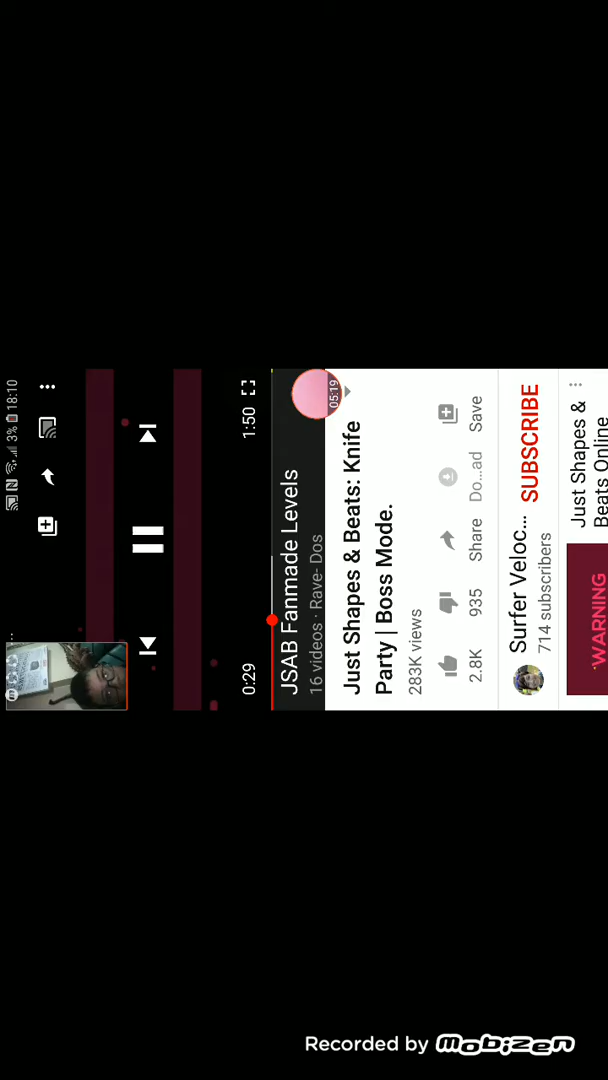 3% 18:10
0:29
1:50
JSAB Fanmade Levels
16 videos · Rave- Dos
05:19
Just Shapes & Beats: Knife
Party | Boss Mode.
283K views
2.8K
935
Share
Do...ad
Save
Surfer Veloc...
714 subscribers
SUBSCRIBE
WARNING
Just Shapes &
Beats Online
Recorded by mobizen